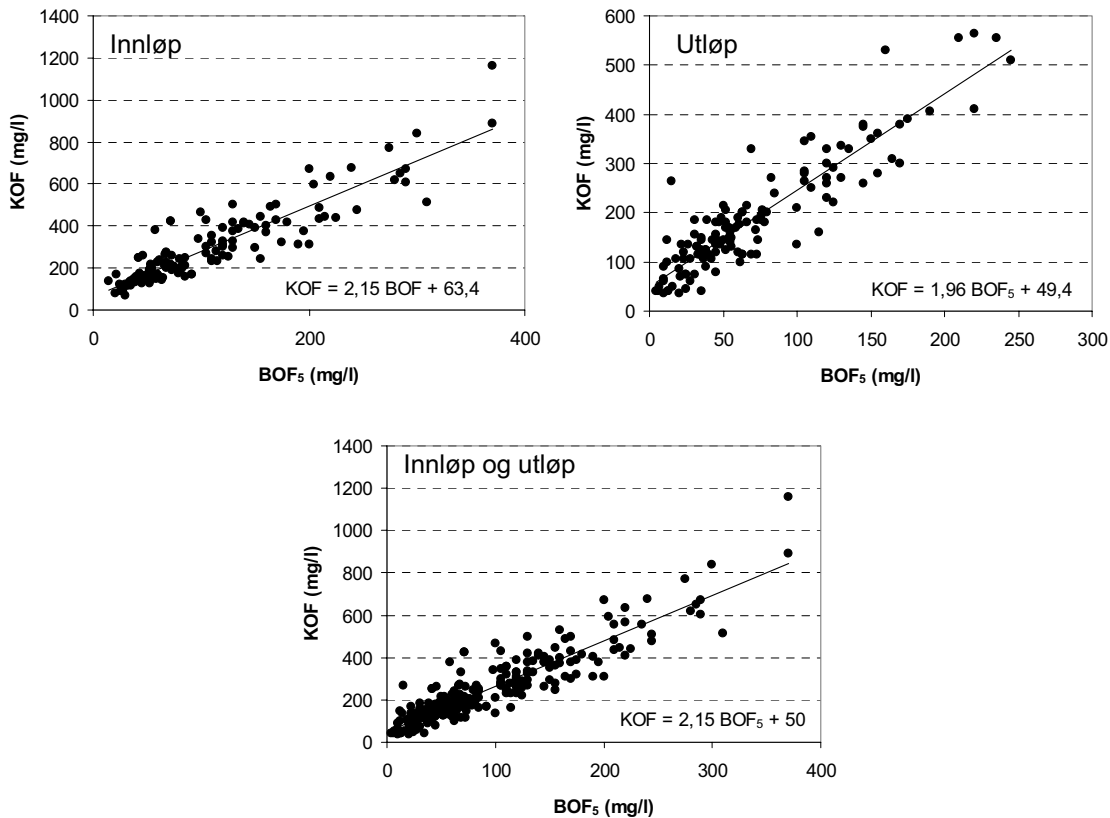 Innløp
KOF (mg/l)
1400
1200
1000
800
600
400
200
0
KOF = 2,15 BOF + 63,4
0 200 400
BOF₅ (mg/l)
Utløp
KOF (mg/l)
600
500
400
300
200
100
0
KOF = 1,96 BOF₅ + 49,4
0 50 100 150 200 250 300
BOF₅ (mg/l)
Innløp og utløp
KOF (mg/l)
1400
1200
1000
800
600
400
200
0
KOF = 2,15 BOF₅ + 50
0 100 200 300 400
BOF₅ (mg/l)